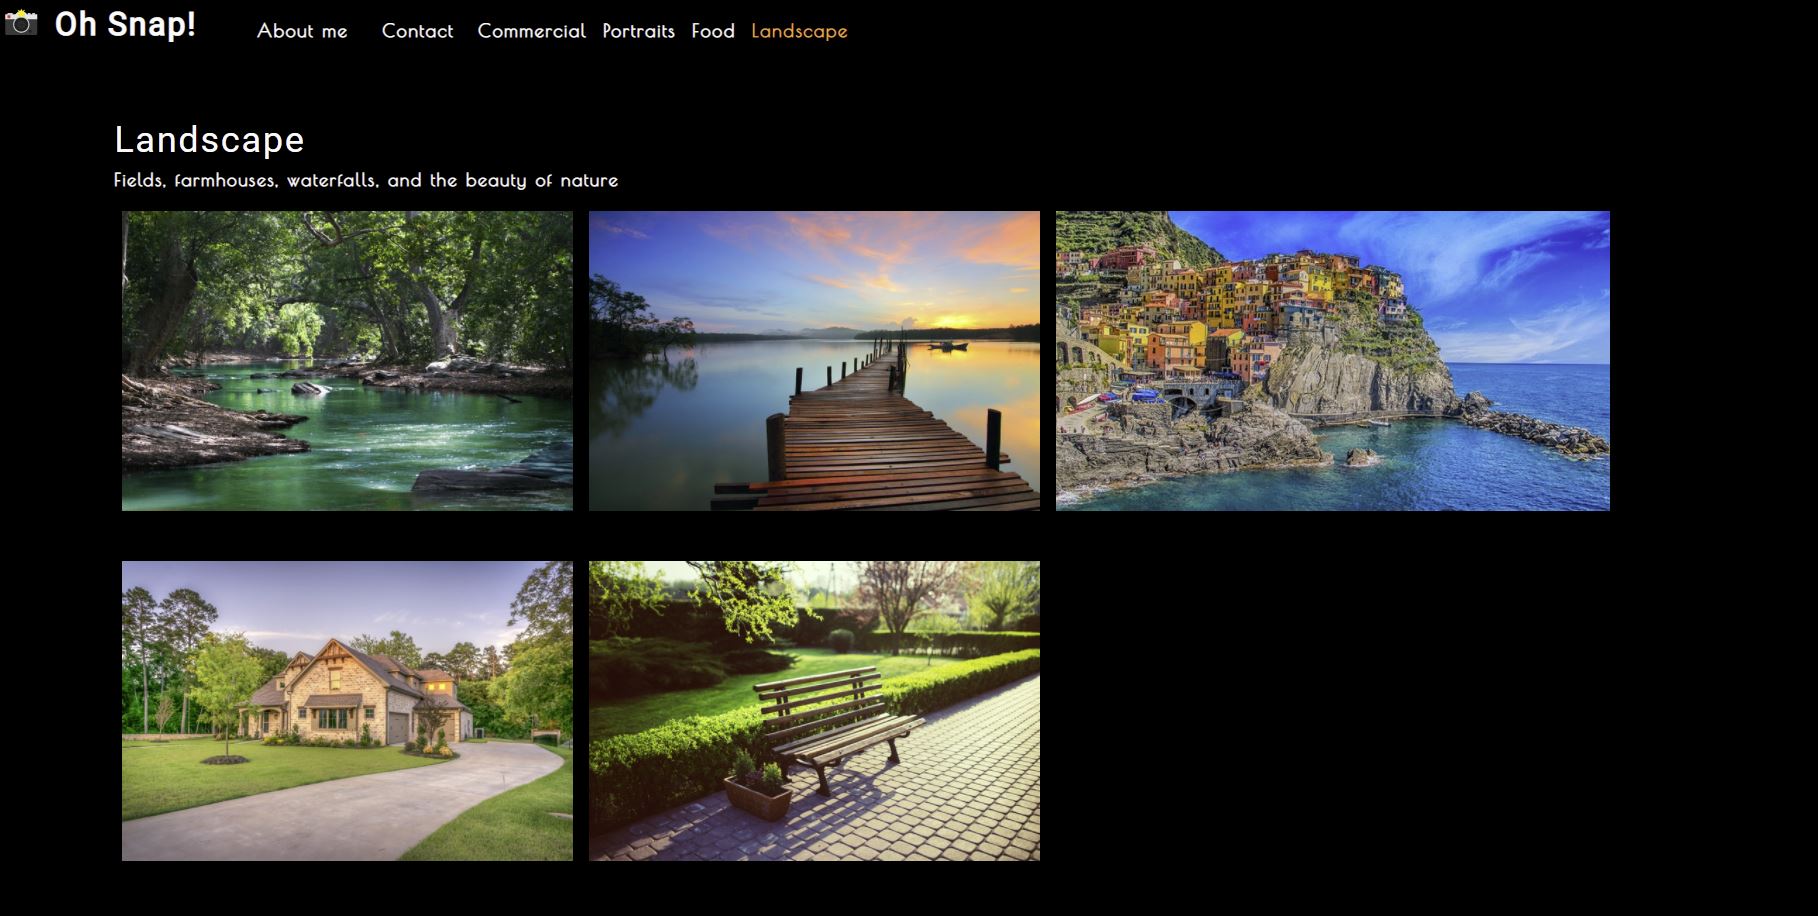 Oh Snap!
About me Contact Commercial Portraits Food Landscape
Landscape
Fields, farmhouses, waterfalls, and the beauty of nature